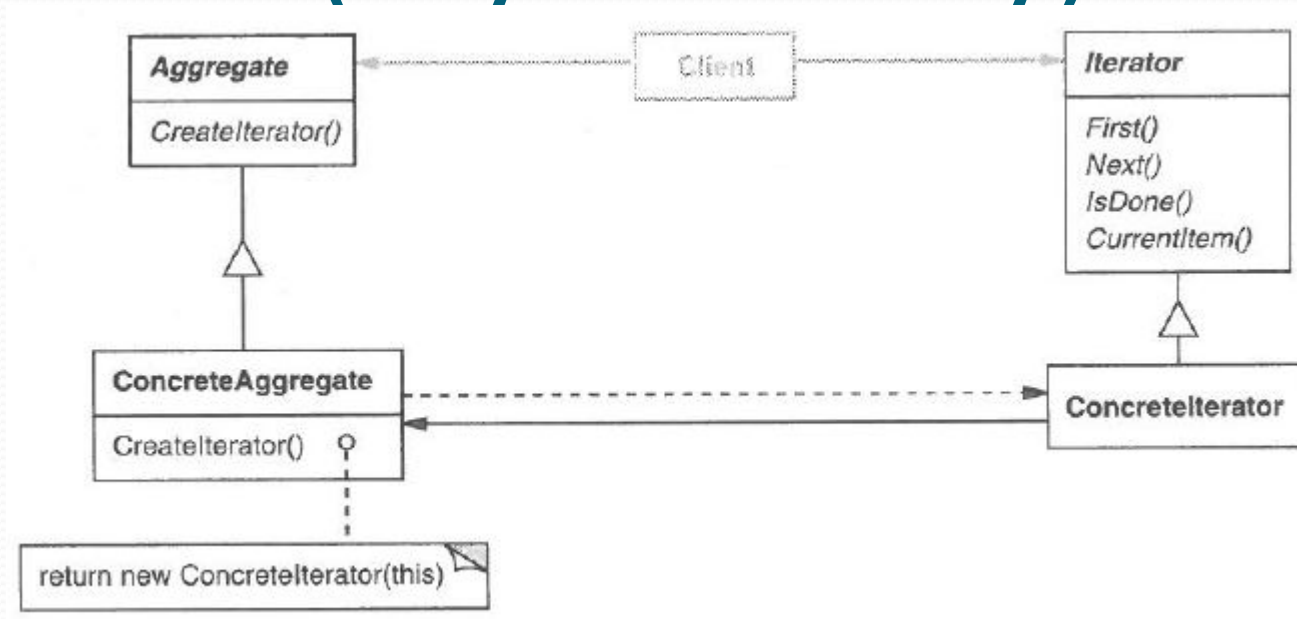 Aggregate
CreateIterator()
Client
Iterator
First()
Next()
IsDone()
CurrentItem()
ConcreteAggregate
CreateIterator()
ConcreteIterator
return new ConcreteIterator(this)